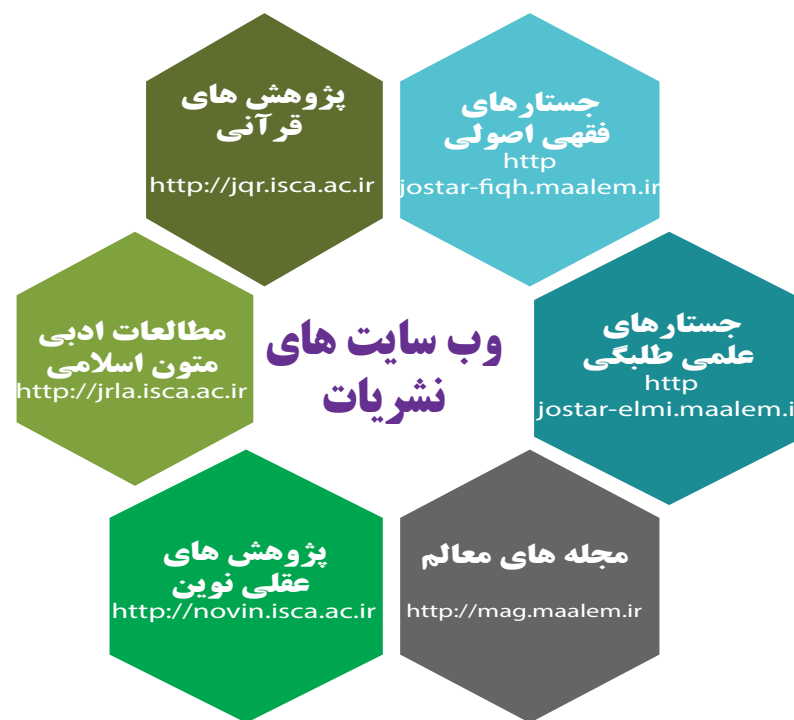 جستارهای
فقهی اصولی
http
jostar-fiqh.maalem.ir
پژوهش های
قرآنی
http://jqr.isca.ac.ir
جستارهای
علمی طلبگی
http
jostar-elmi.maalem.i
وب سایت های
نشریات
مطالعات ادبی
متون اسلامی
http://jrla.isca.ac.ir
مجله های معالم
http://mag.maalem.ir
پژوهش های
عقلی نوین
http://novin.isca.ac.ir